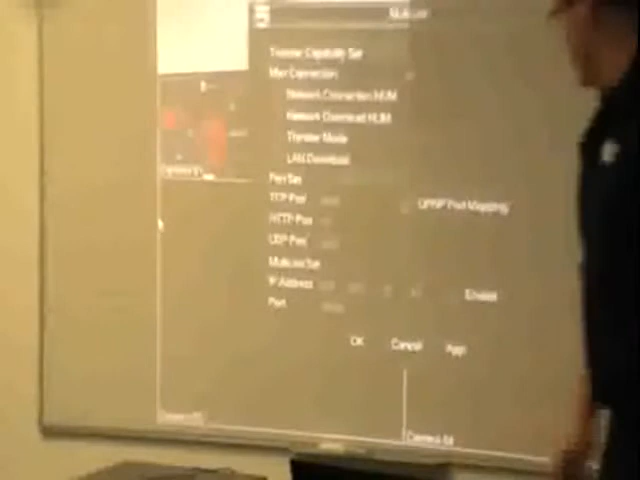 Transfer Capability Set
Max Connection
Network Connection NUM
Network Download NUM
Transfer Mode
LAN Download
Port Set
TCP Port
HTTP Port
UPNP Port Mapping
UDP Port
Multicast Set
IP Address
Enable
Port
OK Cancel Appl